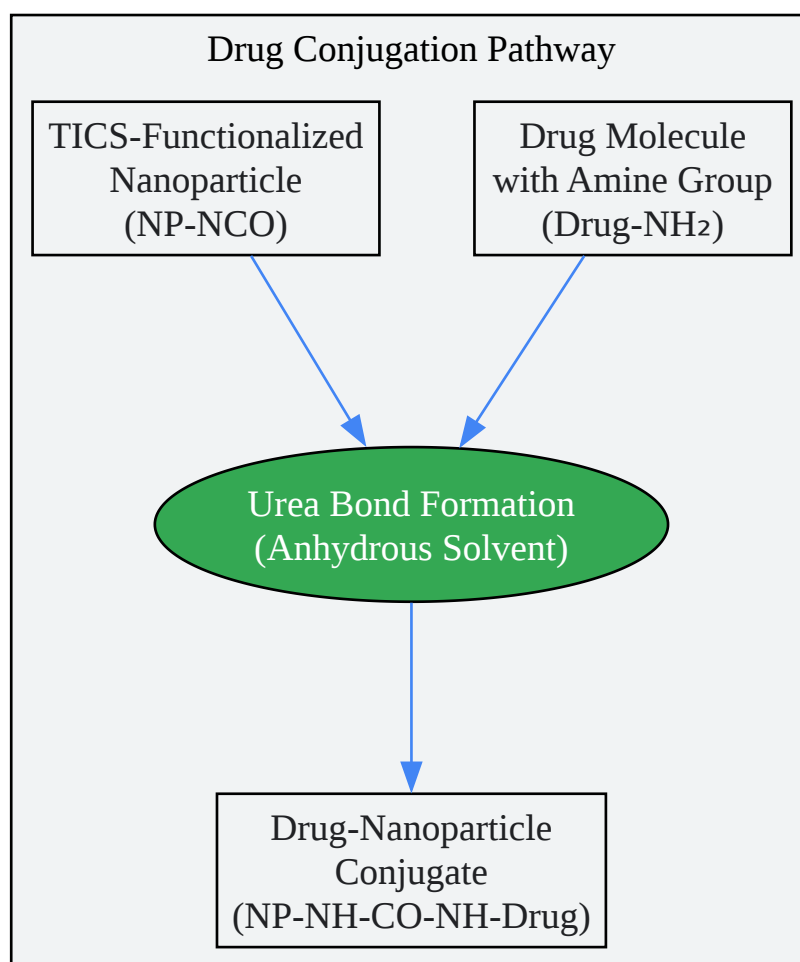 Drug Conjugation Pathway
TICS-Functionalized
Nanoparticle
(NP-NCO)
Drug Molecule
with Amine Group
(Drug-NH₂)
Urea Bond Formation
(Anhydrous Solvent)
Drug-Nanoparticle
Conjugate
(NP-NH-CO-NH-Drug)